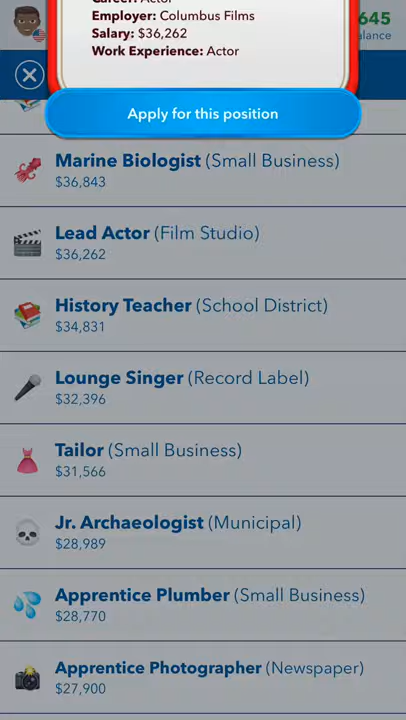 Career: Actor
Employer: Columbus Films
Salary: $36,262
Work Experience: Actor
645
Balance
Apply for this position
Marine Biologist (Small Business)
$36,843
Lead Actor (Film Studio)
$36,262
History Teacher (School District)
$34,831
Lounge Singer (Record Label)
$32,396
Tailor (Small Business)
$31,566
Jr. Archaeologist (Municipal)
$28,989
Apprentice Plumber (Small Business)
$28,770
Apprentice Photographer (Newspaper)
$27,900